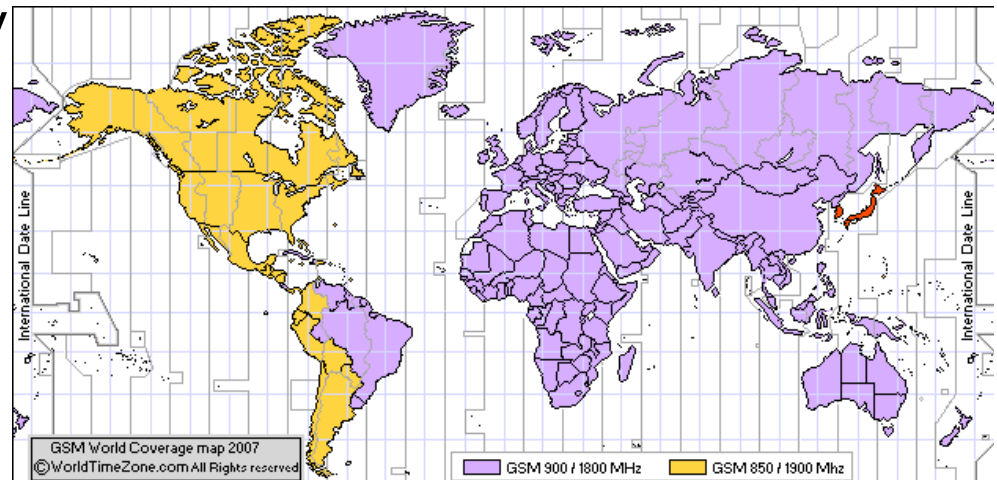 y
International Date Line
International Date Line
GSM World Coverage map 2007
©WorldTimeZone.com All Rights reserved
GSM 900 / 1800 MHz
GSM 850 / 1900 Mhz